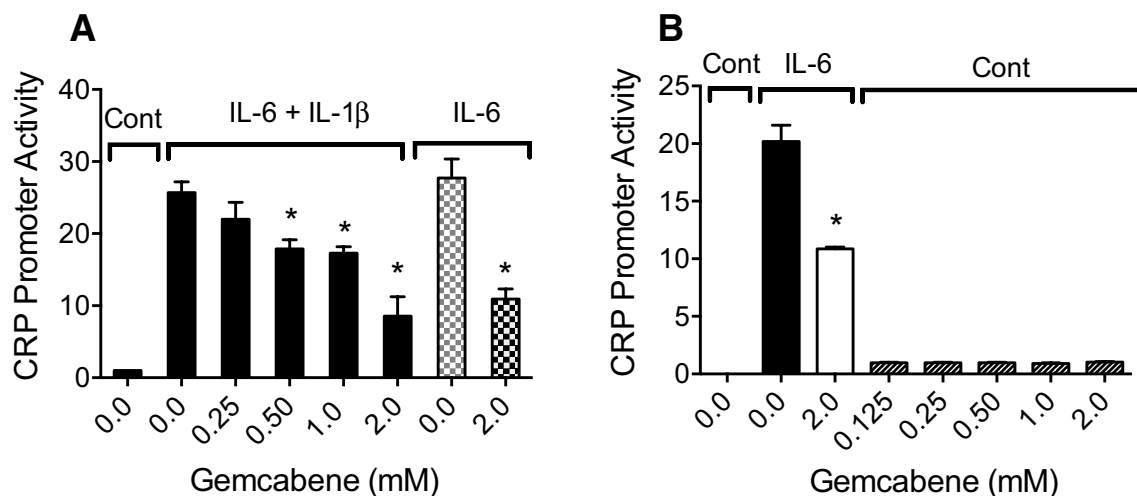 A
CRP Promoter Activity
40
30
20
10
0
Cont
IL-6 + IL-1β
IL-6
*
*
*
*
0.0
0.0
0.25
0.50
1.0
2.0
0.0
2.0
Gemcabene (mM)
B
CRP Promoter Activity
25
20
15
10
5
0
Cont
IL-6
Cont
*
0.0
0.0
2.0
0.125
0.25
0.50
1.0
2.0
Gemcabene (mM)